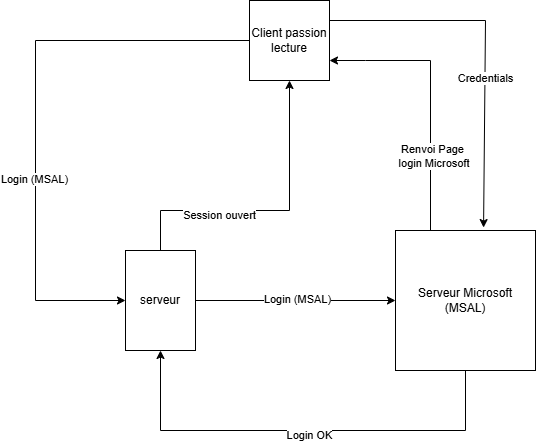 Client passion
lecture
Credentials
Renvoi Page
login Microsoft
Login (MSAL)
Session ouvert
serveur
Login (MSAL)
Serveur Microsoft
(MSAL)
Login OK